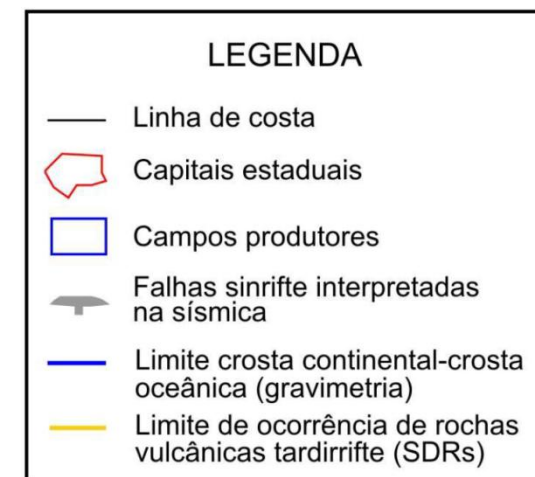 LEGENDA
Linha de costa
Capitais estaduais
Campos produtores
Falhas sinrifte interpretadas
na sísmica
Limite crosta continental-crosta
oceânica (gravimetria)
Limite de ocorrência de rochas
vulcânicas tardirrifte (SDRs)